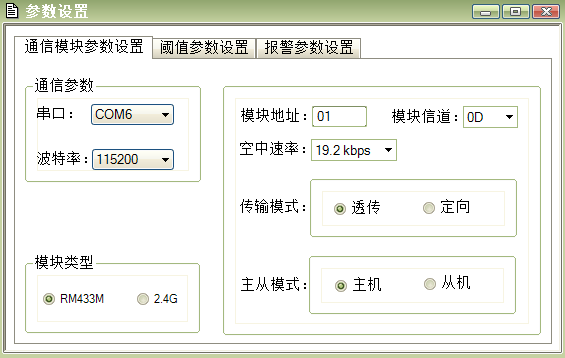 参数设置
通信模块参数设置 阈值参数设置 报警参数设置
通信参数
串口： COM6
波特率： 115200
模块类型
RM433M 2.4G
模块地址： 01 模块信道： 0D
空中速率： 19.2 kbps
传输模式： 透传 定向
主从模式： 主机 从机